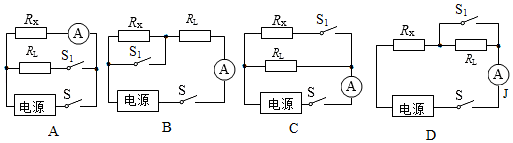 Rx A RL S1 电源 S A
Rx RL S1 A 电源 S B
Rx S1 RL A 电源 S C
S1 Rx RL A J 电源 S D